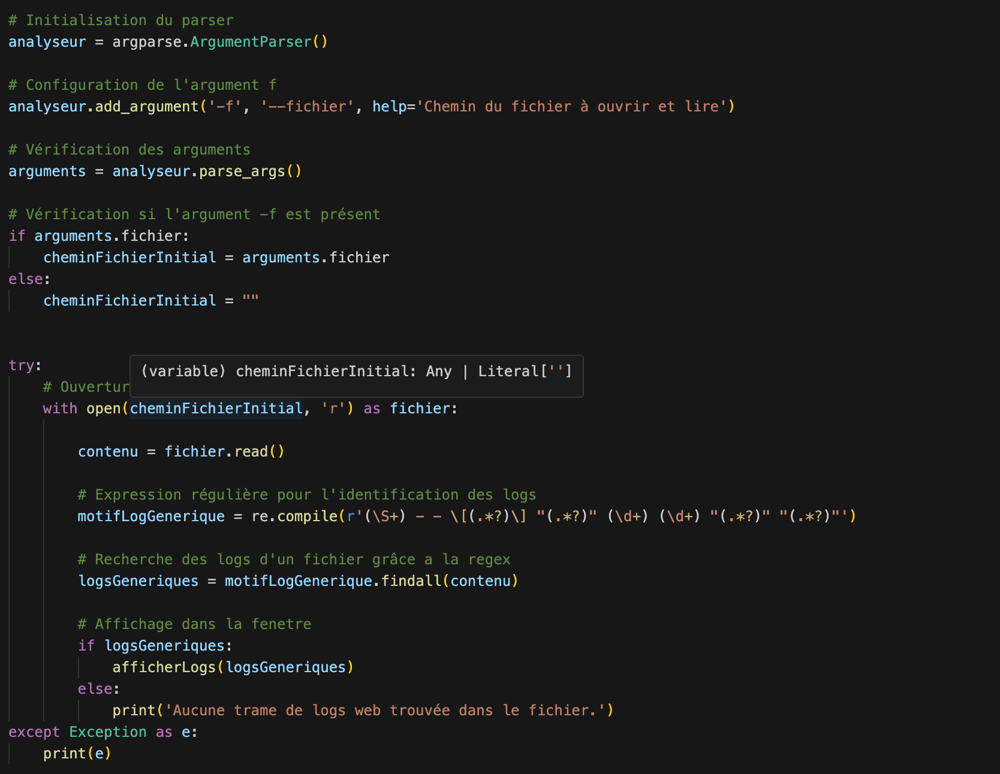 # Initialisation du parser
analyseur = argparse.ArgumentParser()
# Configuration de l'argument f
analyseur.add_argument('-f', '--fichier', help='Chemin du fichier à ouvrir et lire')
# Vérification des arguments
arguments = analyseur.parse_args()
# Vérification si l'argument -f est présent
if arguments.fichier:
    cheminFichierInitial = arguments.fichier
else:
    cheminFichierInitial = ""
try:
(variable) cheminFichierInitial: Any | Literal['']
    # Ouvertur
    with open(cheminFichierInitial, 'r') as fichier:
        contenu = fichier.read()
        # Expression régulière pour l'identification des logs
        motifLogGenerique = re.compile(r'(\S+) - - \[(.*?)\] "(.*?)" (\d+) (\d+) "(.*?)" "(.*?)"')
        # Recherche des logs d'un fichier grâce a la regex
        logsGeneriques = motifLogGenerique.findall(contenu)
        # Affichage dans la fenetre
        if logsGeneriques:
            afficherLogs(logsGeneriques)
        else:
            print('Aucune trame de logs web trouvée dans le fichier.')
except Exception as e:
    print(e)